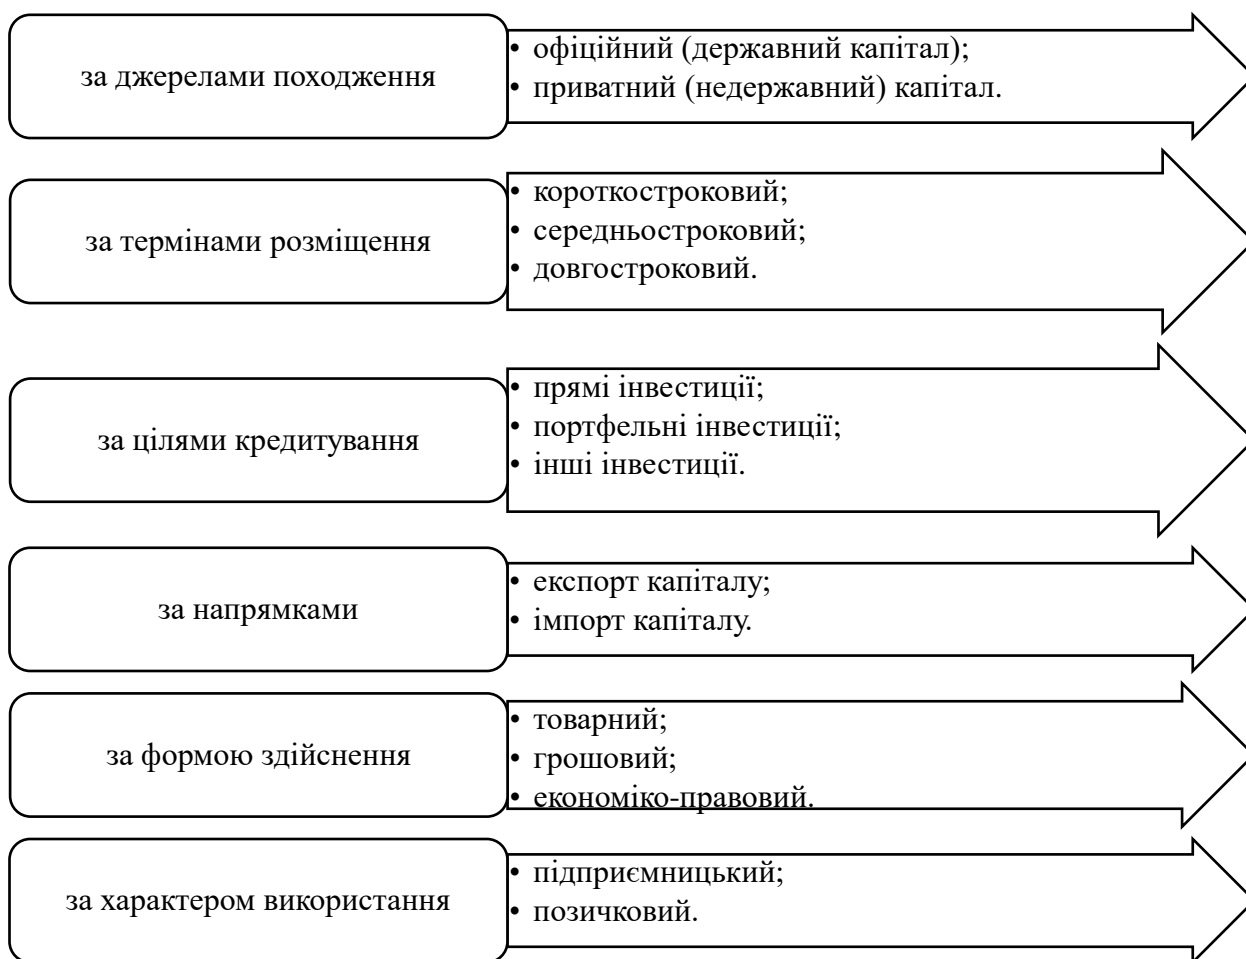 за джерелами походження
• офіційний (державний капітал);
• приватний (недержавний) капітал.
за термінами розміщення
• короткостроковий;
• середньостроковий;
• довгостроковий.
за цілями кредитування
• прямі інвестиції;
• портфельні інвестиції;
• інші інвестиції.
за напрямками
• експорт капіталу;
• імпорт капіталу.
за формою здійснення
• товарний;
• грошовий;
• економіко-правовий.
за характером використання
• підприємницький;
• позичковий.